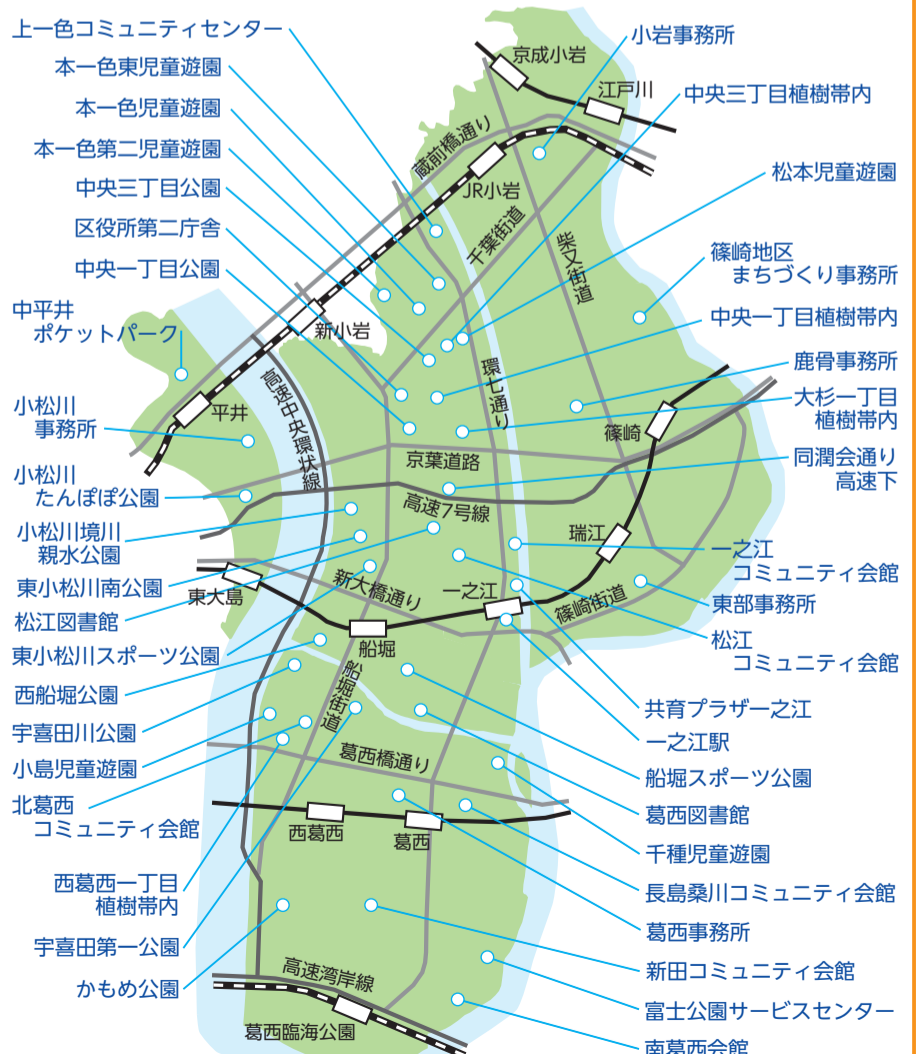 上一色コミュニティセンター
本一色東児童遊園
本一色児童遊園
本一色第二児童遊園
中央三丁目公園
区役所第二庁舎
中央一丁目公園
中平井
ポケットパーク
小松川
事務所
小松川
たんぽぽ公園
小松川境川
親水公園
東小松川南公園
松江図書館
東小松川スポーツ公園
西船堀公園
宇喜田川公園
小島児童遊園
北葛西
コミュニティ会館
西葛西一丁目
植樹帯内
宇喜田第一公園
かもめ公園
京成小岩
江戸川
蔵前橋通り
JR小岩
千葉街道
柴又街道
新小岩
平井
高速中央環状線
環七通り
篠崎
京葉道路
高速7号線
瑞江
東大島
新大橋通り
一之江
篠崎街道
船堀
船堀街道
葛西橋通り
西葛西
葛西
高速湾岸線
葛西臨海公園
小岩事務所
中央三丁目植樹帯内
松本児童遊園
篠崎地区
まちづくり事務所
中央一丁目植樹帯内
鹿骨事務所
大杉一丁目
植樹帯内
同潤会通り
高速下
一之江
コミュニティ会館
東部事務所
松江
コミュニティ会館
共育プラザ一之江
一之江駅
船堀スポーツ公園
葛西図書館
千種児童遊園
長島桑川コミュニティ会館
葛西事務所
新田コミュニティ会館
富士公園サービスセンター
南葛西会館